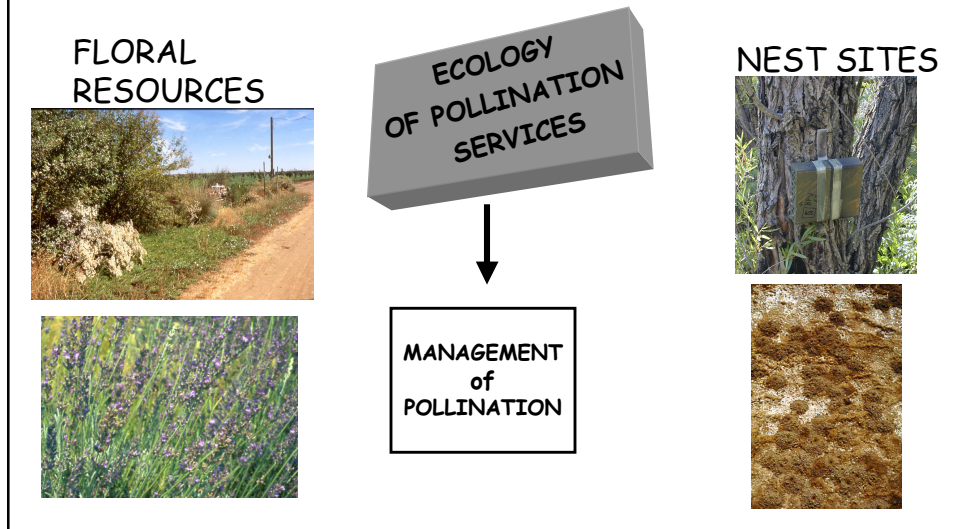 FLORAL
RESOURCES
ECOLOGY
OF POLLINATION
SERVICES
NEST SITES
MANAGEMENT
of
POLLINATION